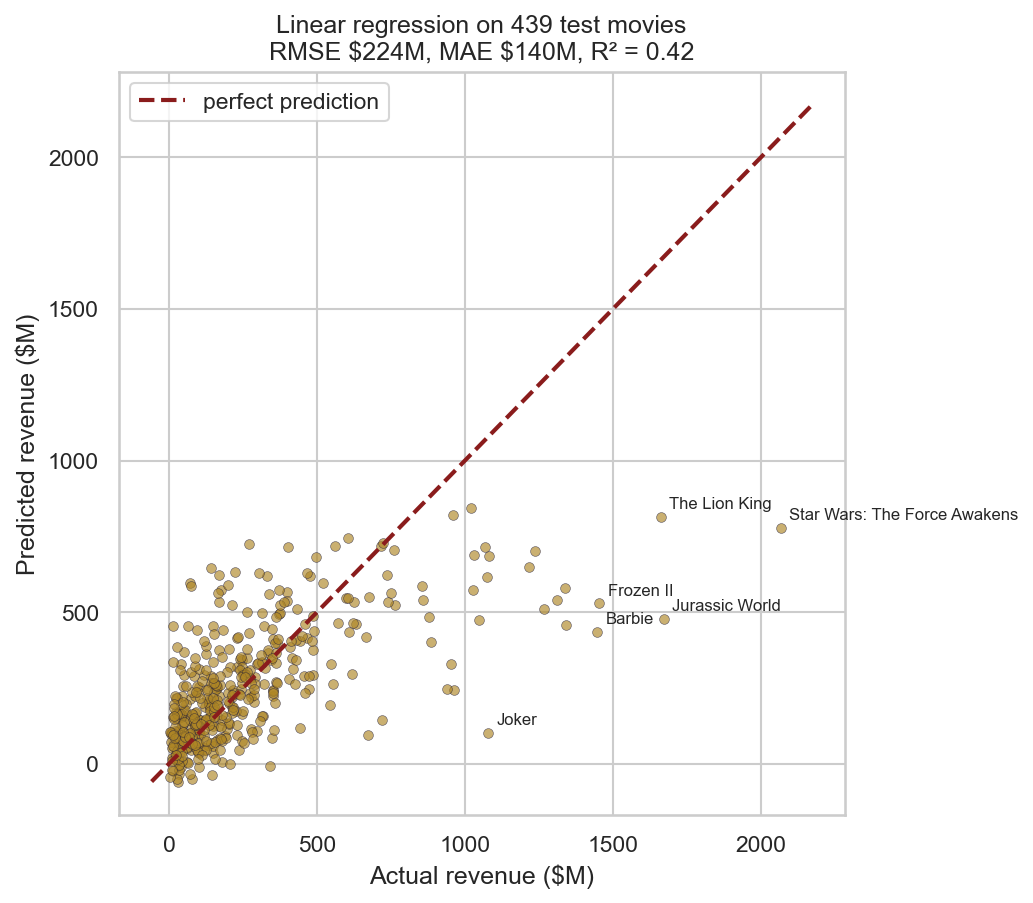 Linear regression on 439 test movies
RMSE $224M, MAE $140M, R² = 0.42
perfect prediction
Predicted revenue ($M)
2000
1500
1000
500
0
The Lion King
Star Wars: The Force Awakens
Frozen II
Jurassic World
Barbie
Joker
0 500 1000 1500 2000
Actual revenue ($M)